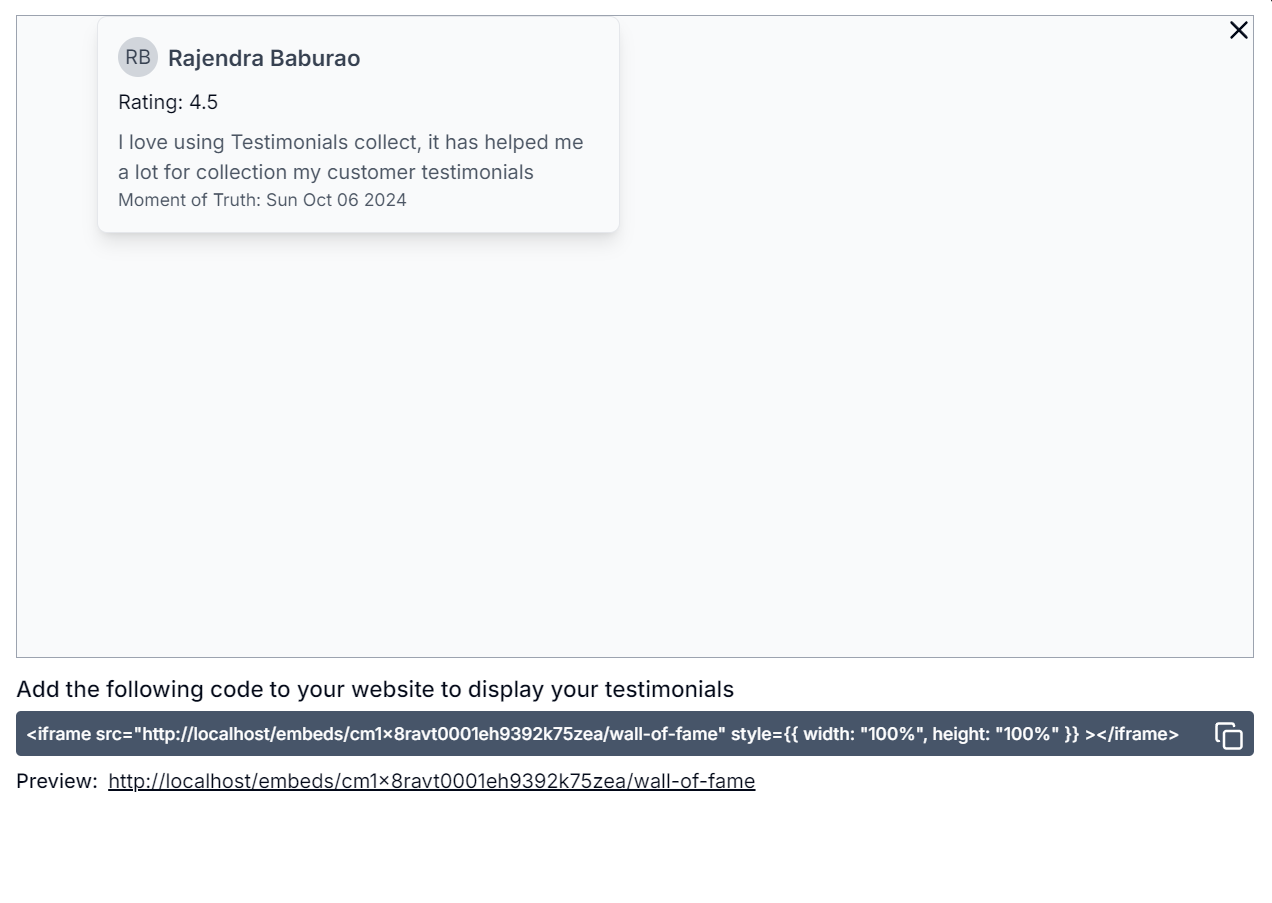 RB
Rajendra Baburao
Rating: 4.5
I love using Testimonials collect, it has helped me
a lot for collection my customer testimonials
Moment of Truth: Sun Oct 06 2024
Add the following code to your website to display your testimonials
<iframe src="http://localhost/embeds/cm1x8ravt0001eh9392k75zea/wall-of-fame" style={{ width: "100%", height: "100%" }} ></iframe>
Preview: http://localhost/embeds/cm1x8ravt0001eh9392k75zea/wall-of-fame